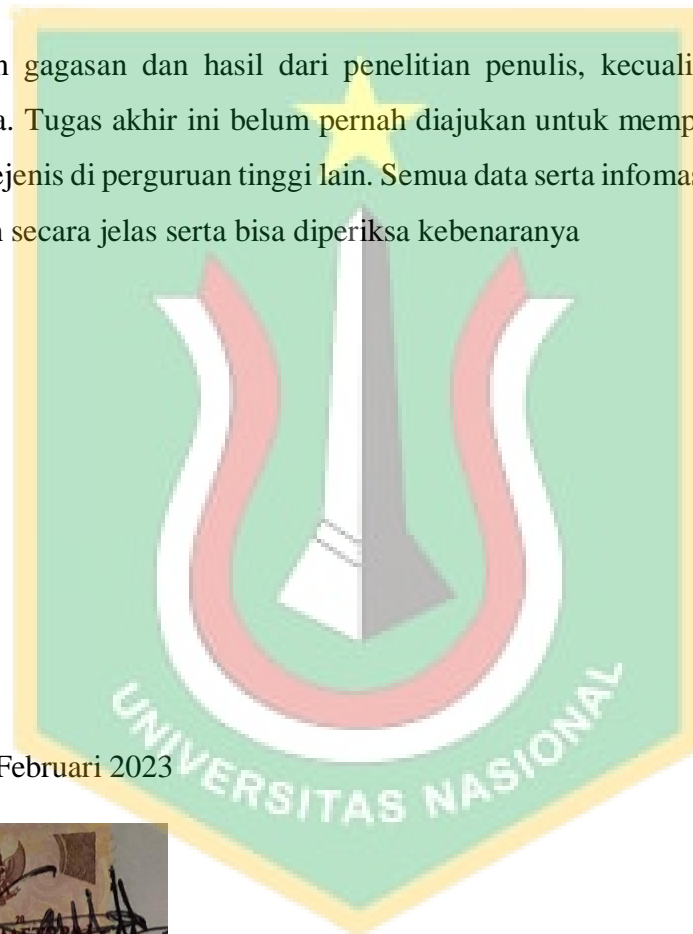 gagasan dan hasil dari penelitian penulis, kecuali
a. Tugas akhir ini belum pernah diajukan untuk memp
ejenis di perguruan tinggi lain. Semua data serta infomas
secara jelas serta bisa diperiksa kebenaranya
UNIVERSITAS NASIONAL
Februari 2023
20